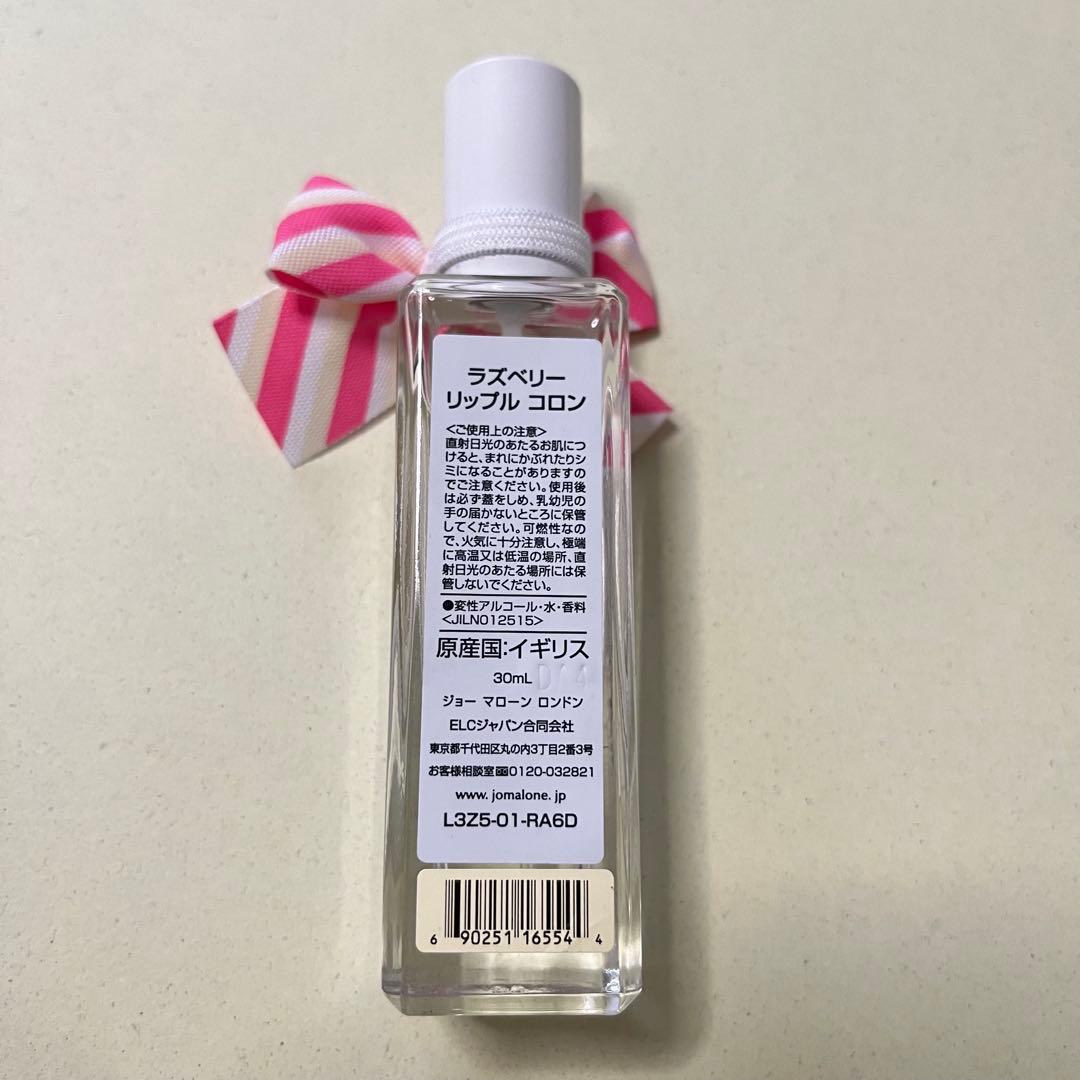 ラズベリー
リップル コロン
＜ご使用上の注意＞
直射日光のあたるお肌につ
けると、まれにかぶれたりシ
ミになることがありますの
でご注意ください。使用後
は必ず蓋をしめ、乳幼児の
手の届かないところに保管
してください。可燃性なの
で、火気に十分注意し、極端
に高温又は低温の場所、直
射日光のあたる場所には保
管しないでください。
●変性アルコール・水・香料
<JILN012515>
原産国：イギリス
30mL
ジョー マローン ロンドン
ELCジャパン合同会社
東京都千代田区丸の内3丁目2番3号
お客様相談室 0120-032821
www. jomalone. jp
L3Z5-01-RA6D
6 90251 16554 4